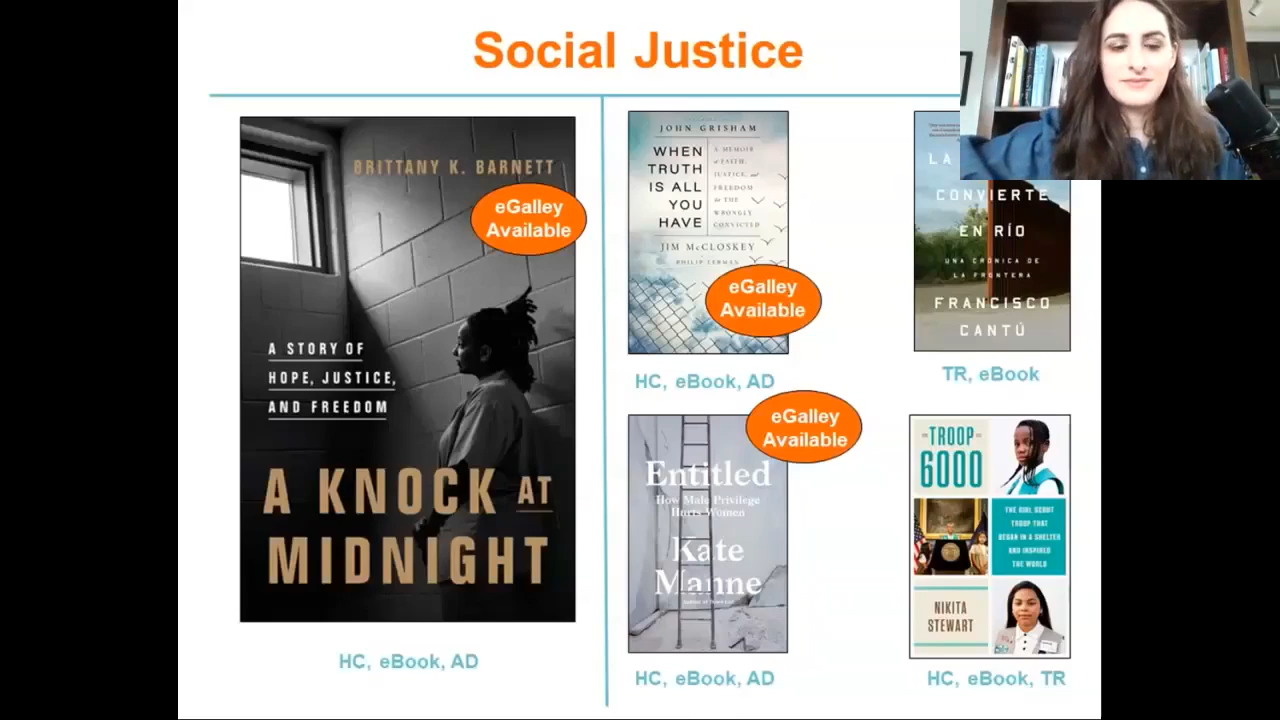 Social Justice
BRITTANY K. BARNETT
eGalley
Available
A STORY OF
HOPE, JUSTICE,
AND FREEDOM
A KNOCK AT
MIDNIGHT
HC, eBook, AD
JOHN GRISHAM
WHEN
TRUTH
IS ALL
YOU
HAVE
A MEMOIR
of FAITH,
JUSTICE, and
FREEDOM
for THE
WRONGLY
CONVICTED
JIM McCLOSKEY
PHILIP LERMAN
eGalley
Available
HC, eBook, AD
LA
CONVIERTE
EN RÍO
UNA CRÓNICA DE
LA FRONTERA
FRANCISCO
CANTÚ
TR, eBook
eGalley
Available
Entitled
How Male Privilege
Hurts Women
Kate
Manne
HC, eBook, AD
TROOP
6000
THE GIRL SCOUT
TROOP THAT
BEGAN IN A SHELTER
AND INSPIRED
THE WORLD
NIKITA
STEWART
HC, eBook, TR